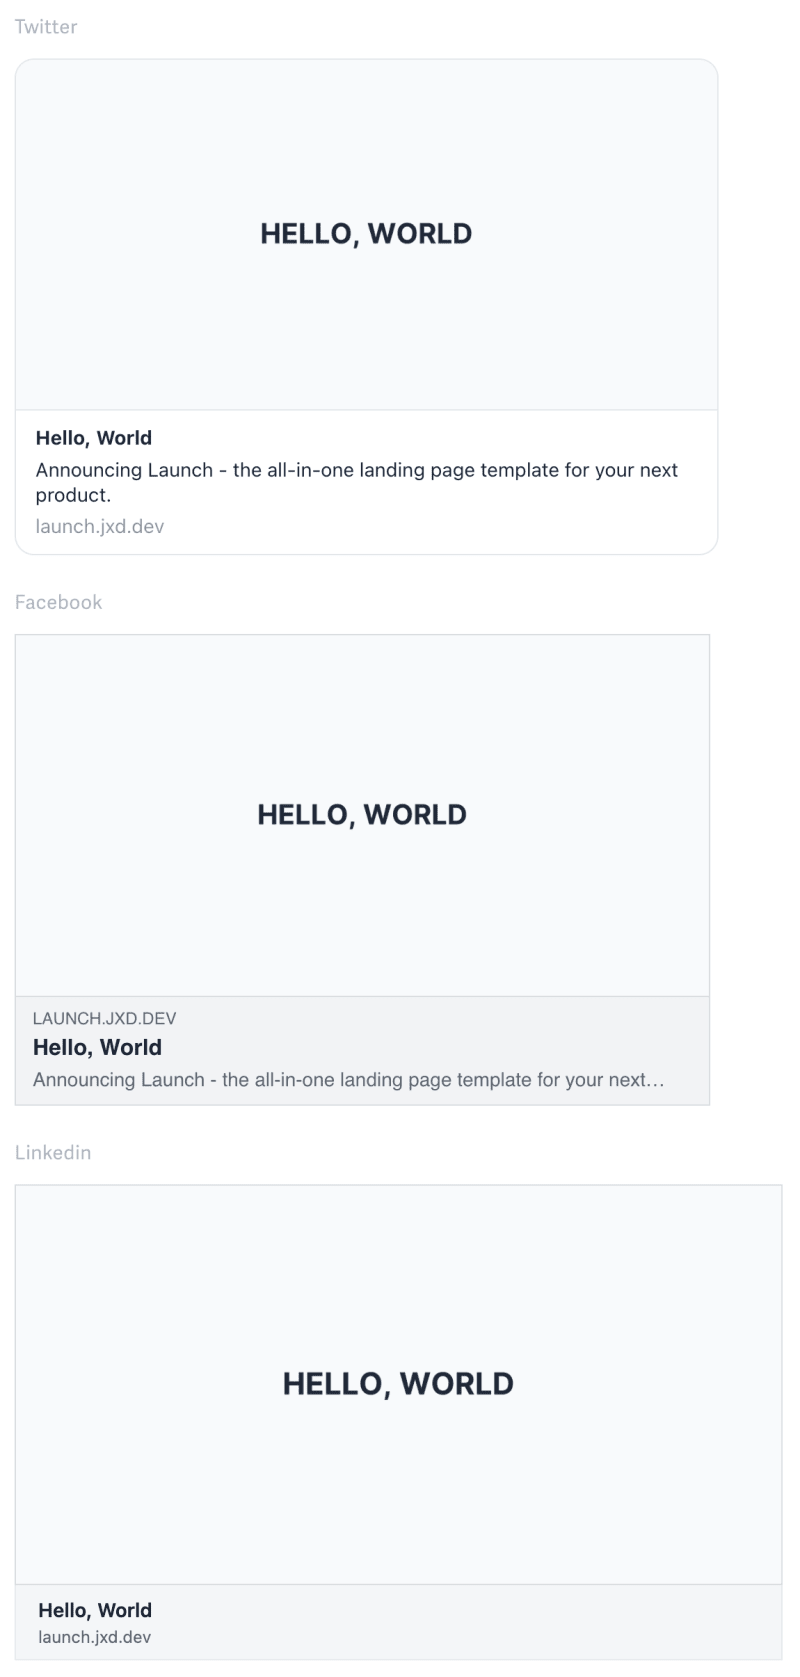 Twitter
HELLO, WORLD
Hello, World
Announcing Launch - the all-in-one landing page template for your next
product.
launch.jxd.dev
Facebook
HELLO, WORLD
LAUNCH.JXD.DEV
Hello, World
Announcing Launch - the all-in-one landing page template for your next…
Linkedin
HELLO, WORLD
Hello, World
launch.jxd.dev